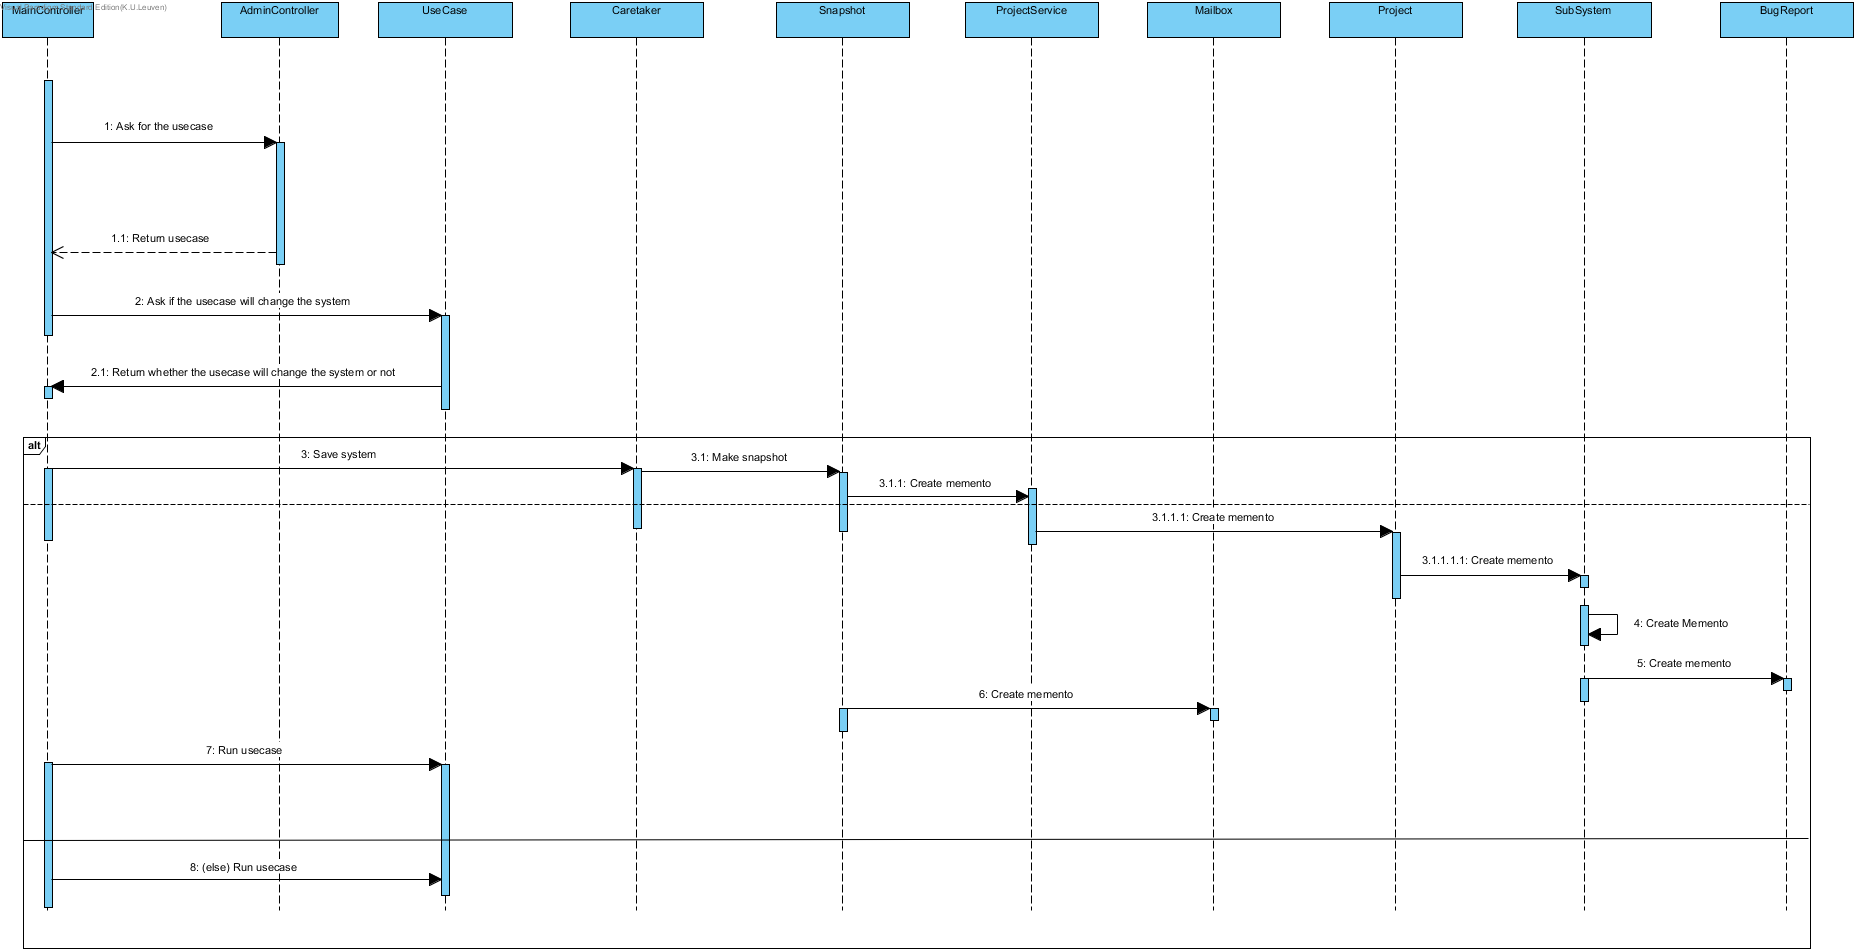 Edition(K.U.Leuven)
MainController
AdminController
UseCase
Caretaker
Snapshot
ProjectService
Mailbox
Project
SubSystem
BugReport
1: Ask for the usecase
1.1: Return usecase
2: Ask if the usecase will change the system
2.1: Return whether the usecase will change the system or not
alt
3: Save system
3.1: Make snapshot
3.1.1: Create memento
3.1.1.1: Create memento
3.1.1.1.1: Create memento
4: Create Memento
5: Create memento
6: Create memento
7: Run usecase
8: (else) Run usecase